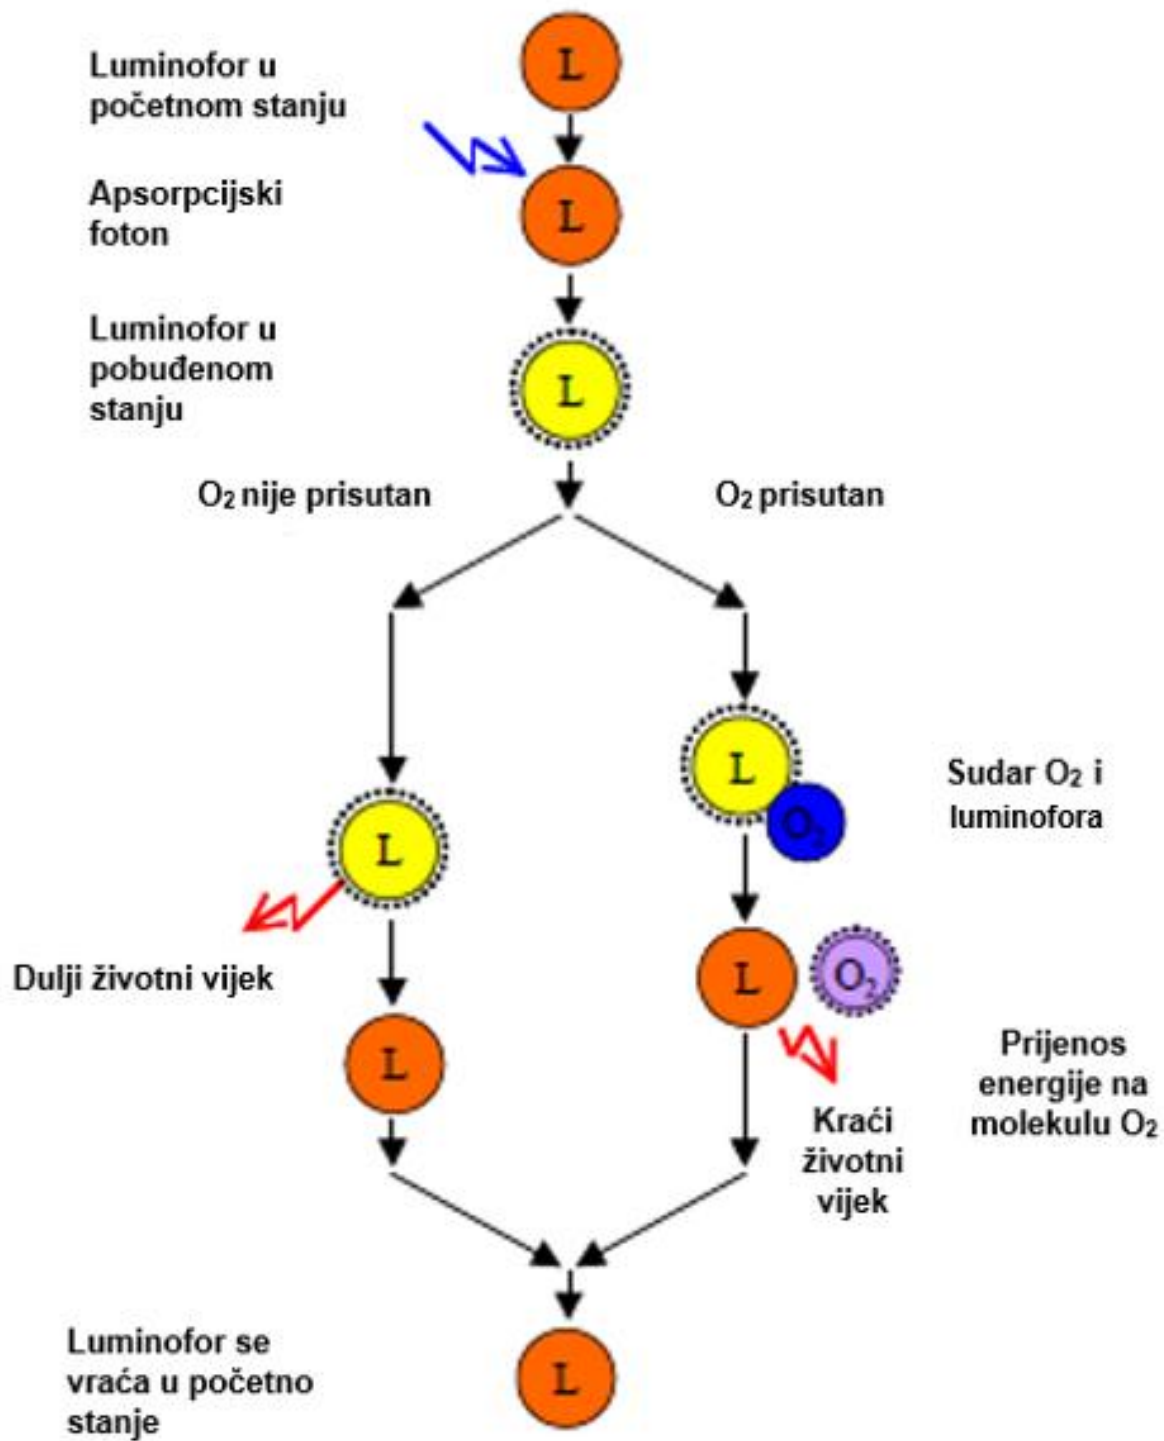 L
Luminofor u
početnom stanju
Apsorpcijski
foton
L
Luminofor u
pobuđenom
stanju
L
O₂ nije prisutan
O₂ prisutan
L
O₂
Sudar O₂ i
luminofora
L
Dulji životni vijek
L
O₂
L
Prijenos
energije na
molekulu O₂
Kraći
životni
vijek
Luminofor se
vraća u početno
stanje
L